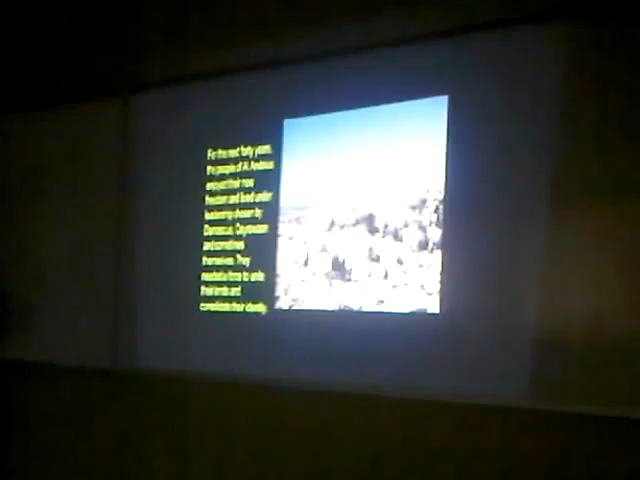 For the next forty years,
the people of Al Andalus
enjoyed their new
freedom and lived under
leadership chosen by
Damascus, Cayrawan
and sometimes
themselves. They
needed a force to unite
their lands and
consolidate their identity.